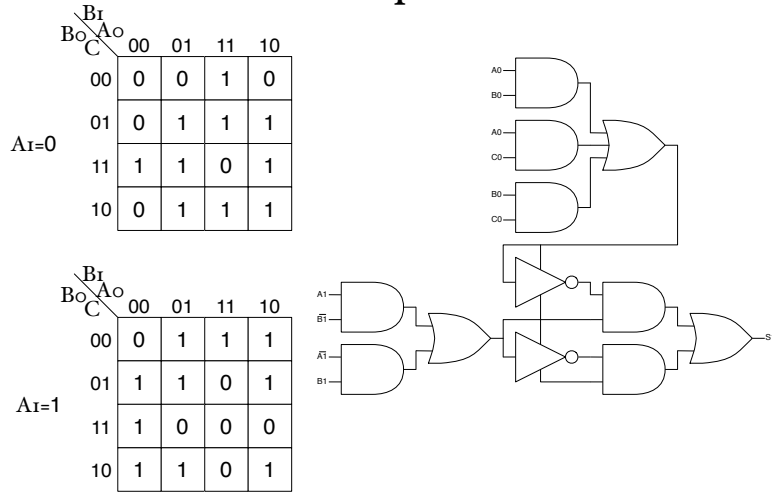 B1
B0 A0
C 00 01 11 10
00 0 0 1 0
01 0 1 1 1
A1=0
11 1 1 0 1
10 0 1 1 1
B1
B0 A0
C 00 01 11 10
00 0 1 1 1
01 1 1 0 1
A1=1
11 1 0 0 0
10 1 1 0 1
A0
B0
A0
C0
B0
C0
A1
B̅1̅
A̅1̅
B1
S